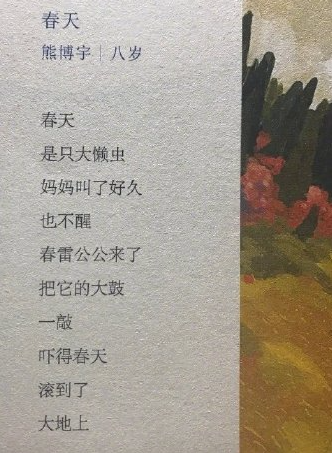 春天
熊博宇｜八岁
春天
是只大懒虫
妈妈叫了好久
也不醒
春雷公公来了
把它的大鼓
一敲
吓得春天
滚到了
大地上